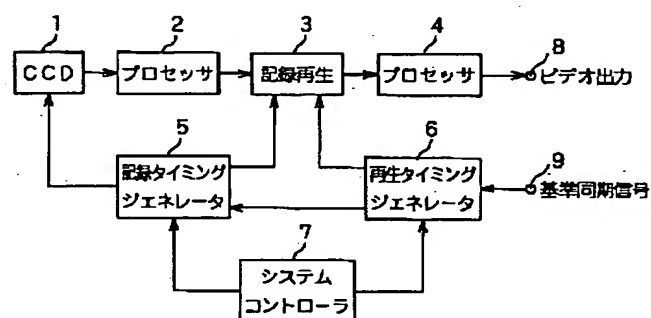 1
2
3
4
8
CCD
プロセッサ
記録再生
プロセッサ
ビデオ出力
5
6
9
記録タイミング
ジェネレータ
再生タイミング
ジェネレータ
基準同期信号
7
システム
コントローラ